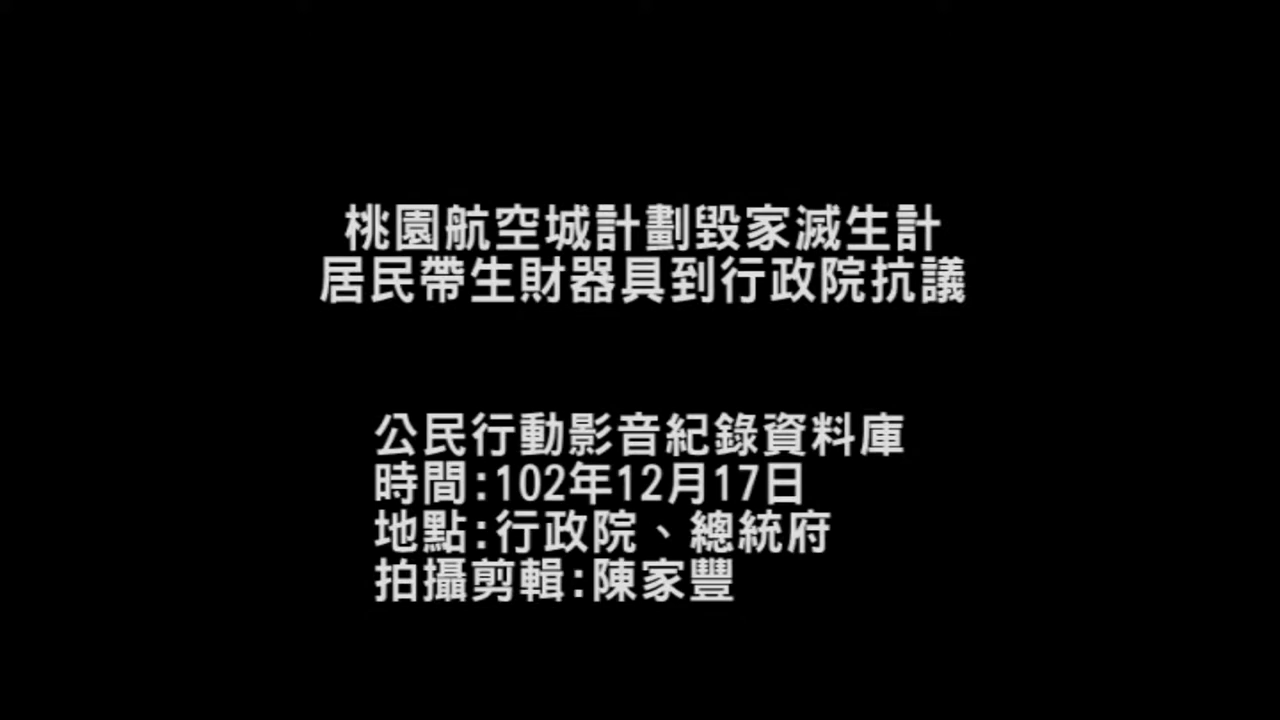 桃園航空城計劃毀家滅生計
居民帶生財器具到行政院抗議
公民行動影音紀錄資料庫
時間:102年12月17日
地點:行政院、總統府
拍攝剪輯:陳家豐